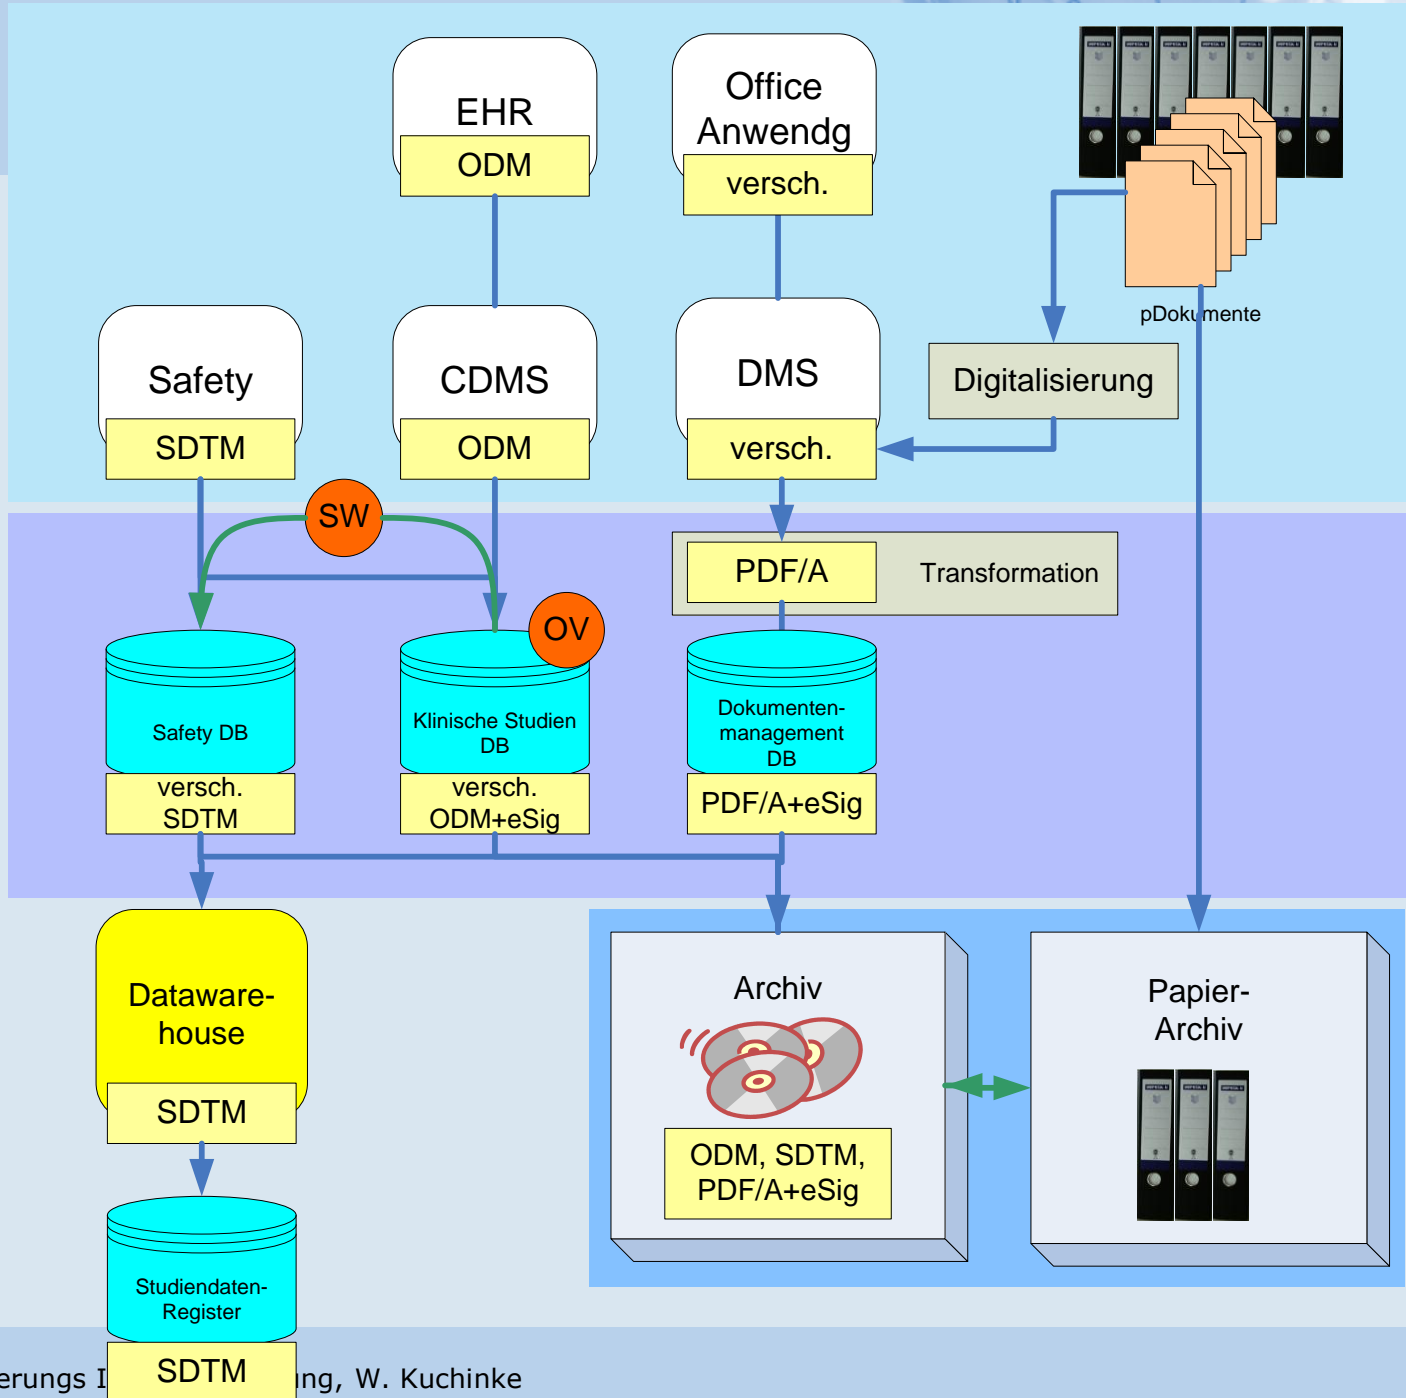 EHR
ODM
Office
Anwendg
versch.
pDokumente
Safety
SDTM
CDMS
ODM
DMS
versch.
Digitalisierung
SW
PDF/A
Transformation
OV
Safety DB
versch.
SDTM
Klinische Studien
DB
versch.
ODM+eSig
Dokumenten-
management
DB
PDF/A+eSig
Dataware-
house
SDTM
Archiv
ODM, SDTM,
PDF/A+eSig
Papier-
Archiv
Studiendaten-
Register
SDTM
erungs I ung, W. Kuchinke